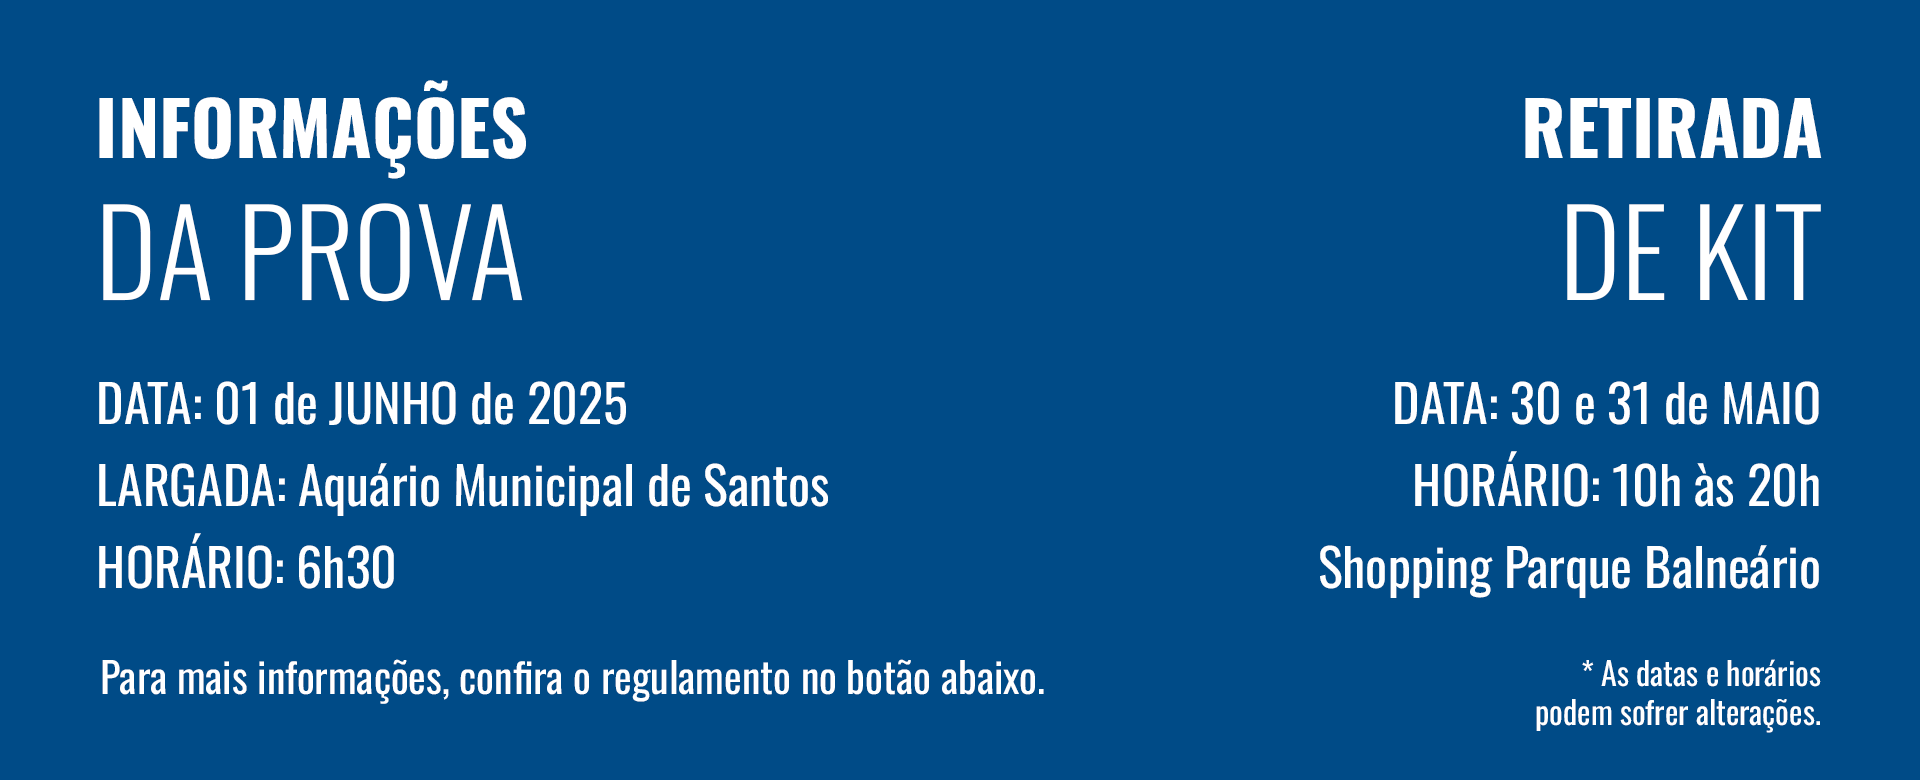 INFORMAÇÕES
DA PROVA
DATA: 01 de JUNHO de 2025
LARGADA: Aquário Municipal de Santos
HORÁRIO: 6h30
Para mais informações, confira o regulamento no botão abaixo.
RETIRADA
DE KIT
DATA: 30 e 31 de MAIO
HORÁRIO: 10h às 20h
Shopping Parque Balneário
* As datas e horários
podem sofrer alterações.